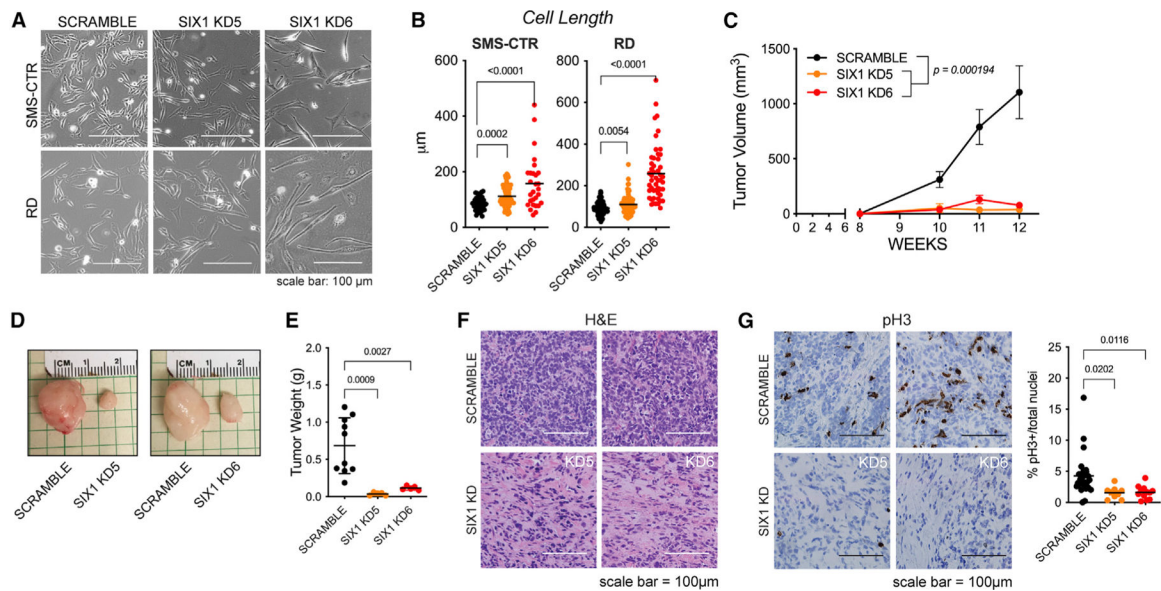 A
SCRAMBLE
SIX1 KD5
SIX1 KD6
SMS-CTR
RD
scale bar: 100 µm
B
Cell Length
SMS-CTR
RD
µm
600
400
200
0
<0.0001
0.0002
800
600
400
200
0
<0.0001
0.0054
SCRAMBLE
SIX1 KD5
SIX1 KD6
SCRAMBLE
SIX1 KD5
SIX1 KD6
C
Tumor Volume (mm³)
1500
1000
500
0
SCRAMBLE
SIX1 KD5
SIX1 KD6
p = 0.000194
0 2 4 6 8 9 10 11 12
WEEKS
D
CM 1 2
CM 1 2
SCRAMBLE
SIX1 KD5
SCRAMBLE
SIX1 KD6
E
Tumor Weight (g)
2.0
1.5
1.0
0.5
0.0
0.0027
0.0009
SCRAMBLE
SIX1 KD5
SIX1 KD6
F
H&E
SCRAMBLE
SIX1 KD
KD5
KD6
scale bar = 100µm
G
pH3
SCRAMBLE
SIX1 KD
KD5
KD6
scale bar = 100µm
% pH3+/total nuclei
25
20
15
10
5
0
0.0116
0.0202
SCRAMBLE
SIX1 KD5
SIX1 KD6